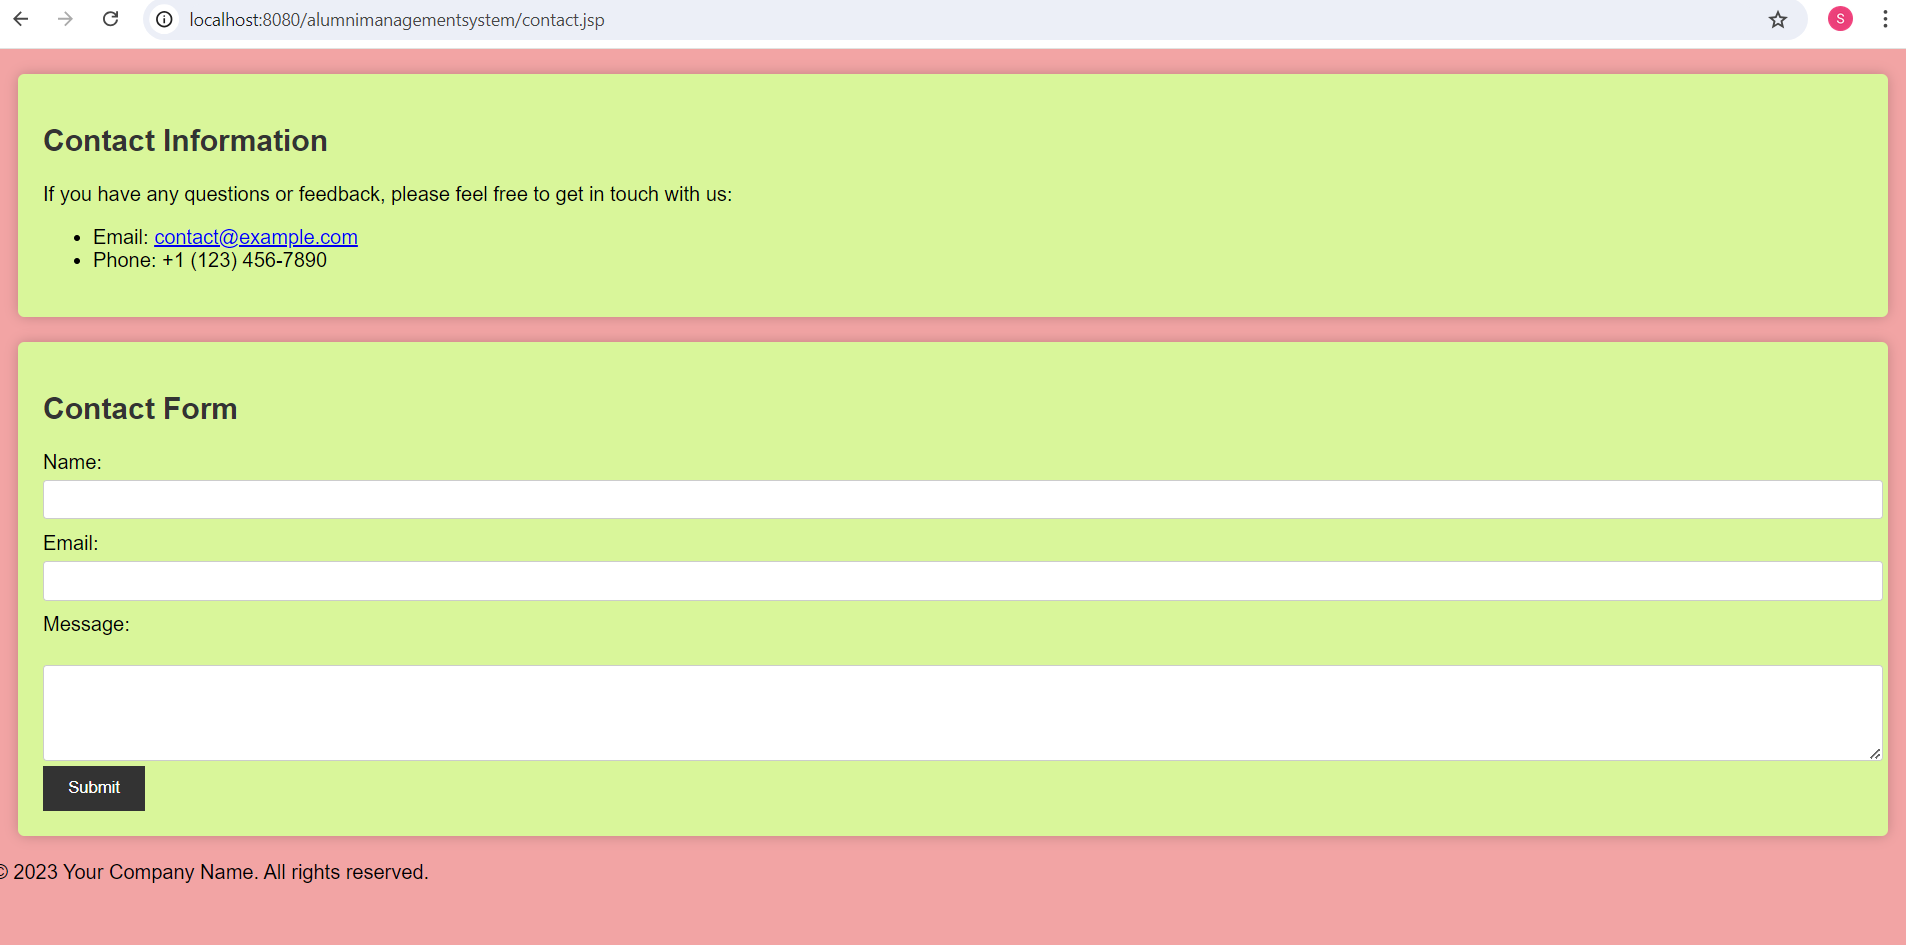 localhost:8080/alumnimanagementsystem/contact.jsp
S
Contact Information
If you have any questions or feedback, please feel free to get in touch with us:
• Email: contact@example.com
• Phone: +1 (123) 456-7890
Contact Form
Name:
Email:
Message:
Submit
© 2023 Your Company Name. All rights reserved.